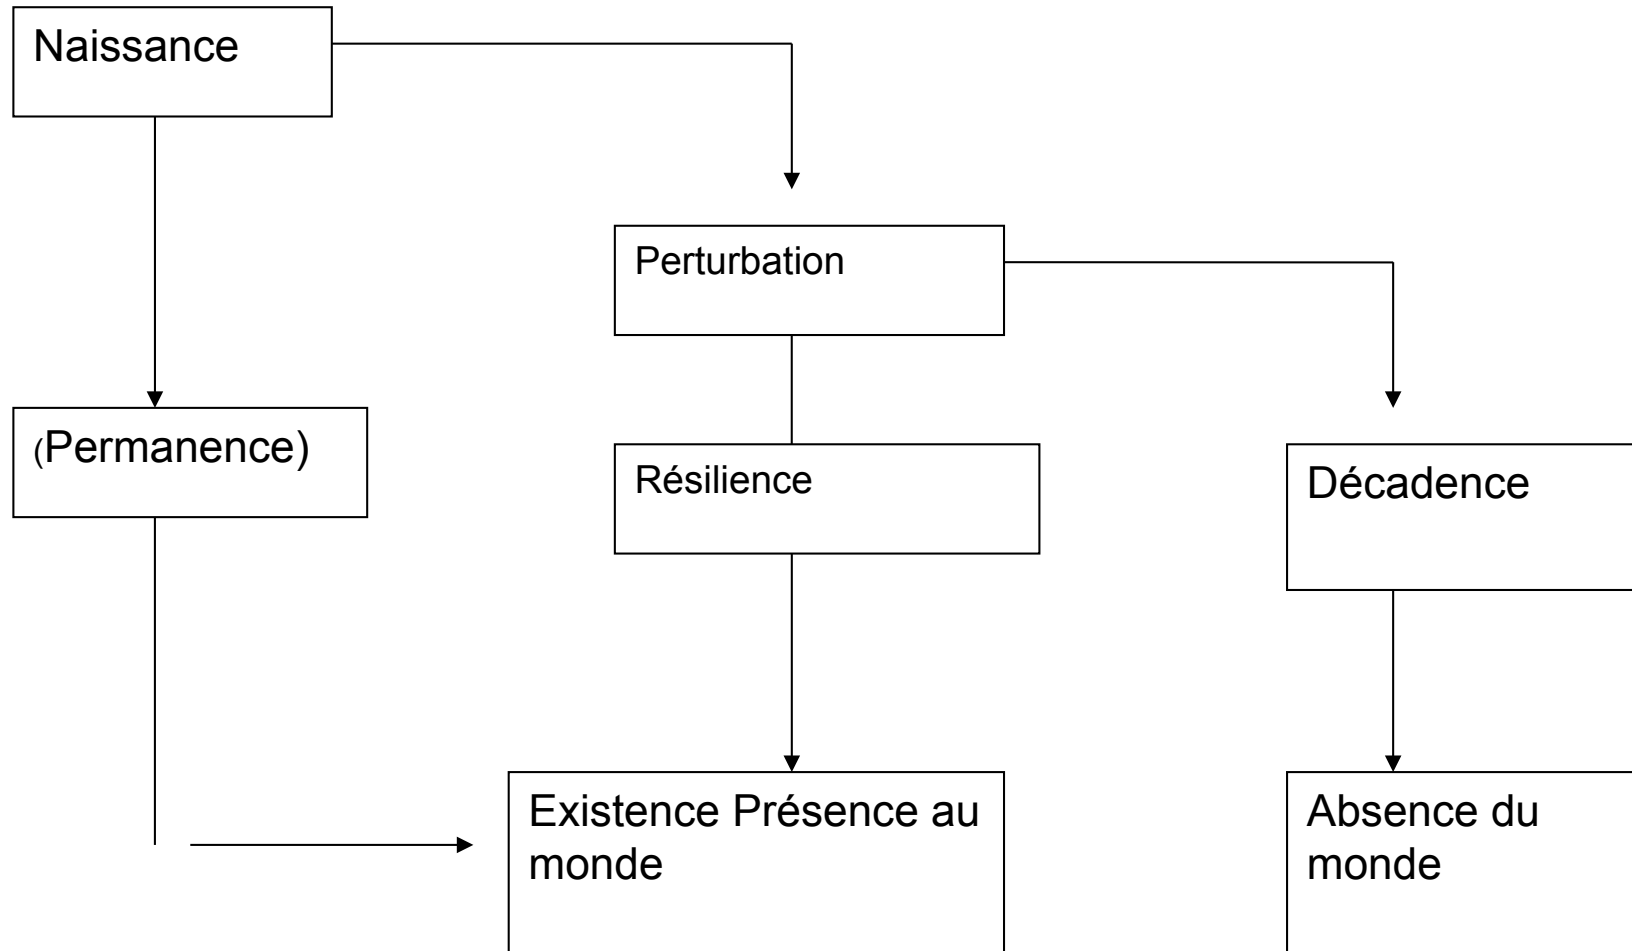 Naissance
Perturbation
(Permanence)
Résilience
Décadence
Existence Présence au
monde
Absence du
monde